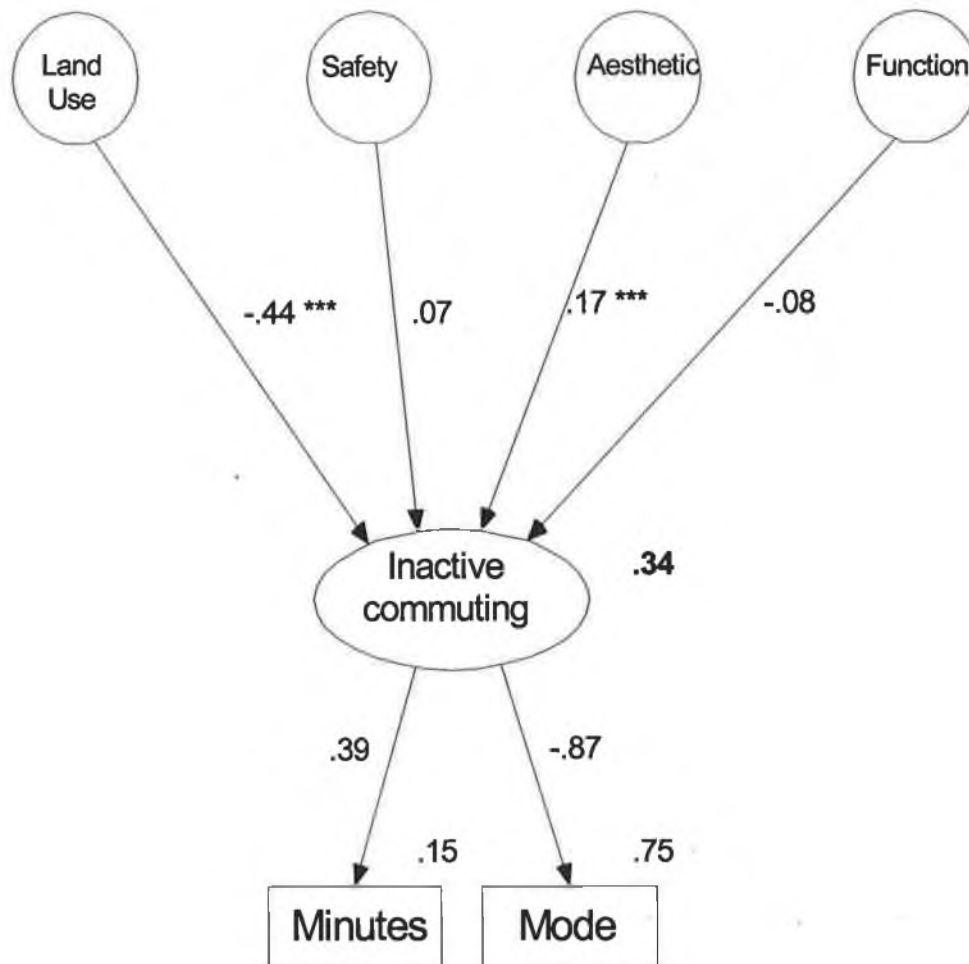 Land
Use
Safety
Aesthetic
Function
-.44 ***
.07
.17 ***
-.08
Inactive
commuting
.34
.39
-.87
.15
.75
Minutes
Mode